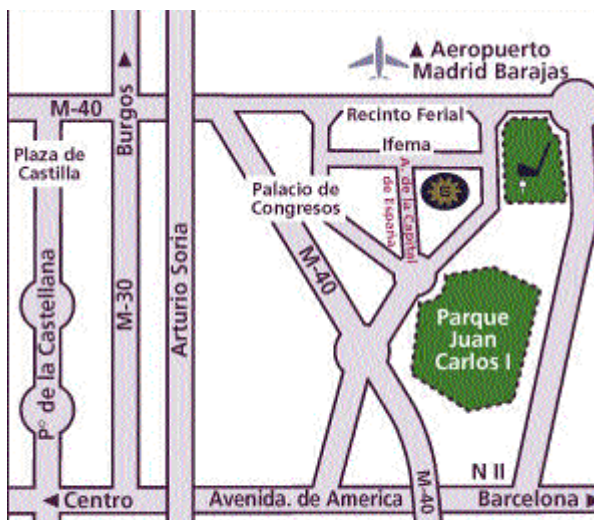 ▲ Aeropuerto
Madrid Barajas
M-40
Burgos ▲
Recinto Ferial
Ifema
Plaza de
Castilla
Palacio de
Congresos
A. de la Capital
de España
M-40
Arturio Soria
M-30
Pº de la Castellana
Parque
Juan
Carlos I
N II
M-40
◄ Centro
Avenida. de America
Barcelona ►